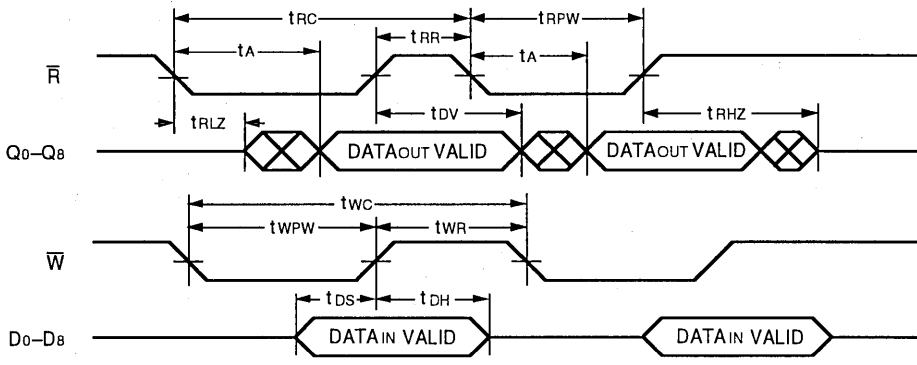 tRC
tRPW
tA
tRR
tA
R̅
tRLZ
tDV
tRHZ
Q0–Q8
DATAOUT VALID
DATAOUT VALID
tWC
tWPW
tWR
W̅
tDS
tDH
D0–D8
DATAIN VALID
DATAIN VALID